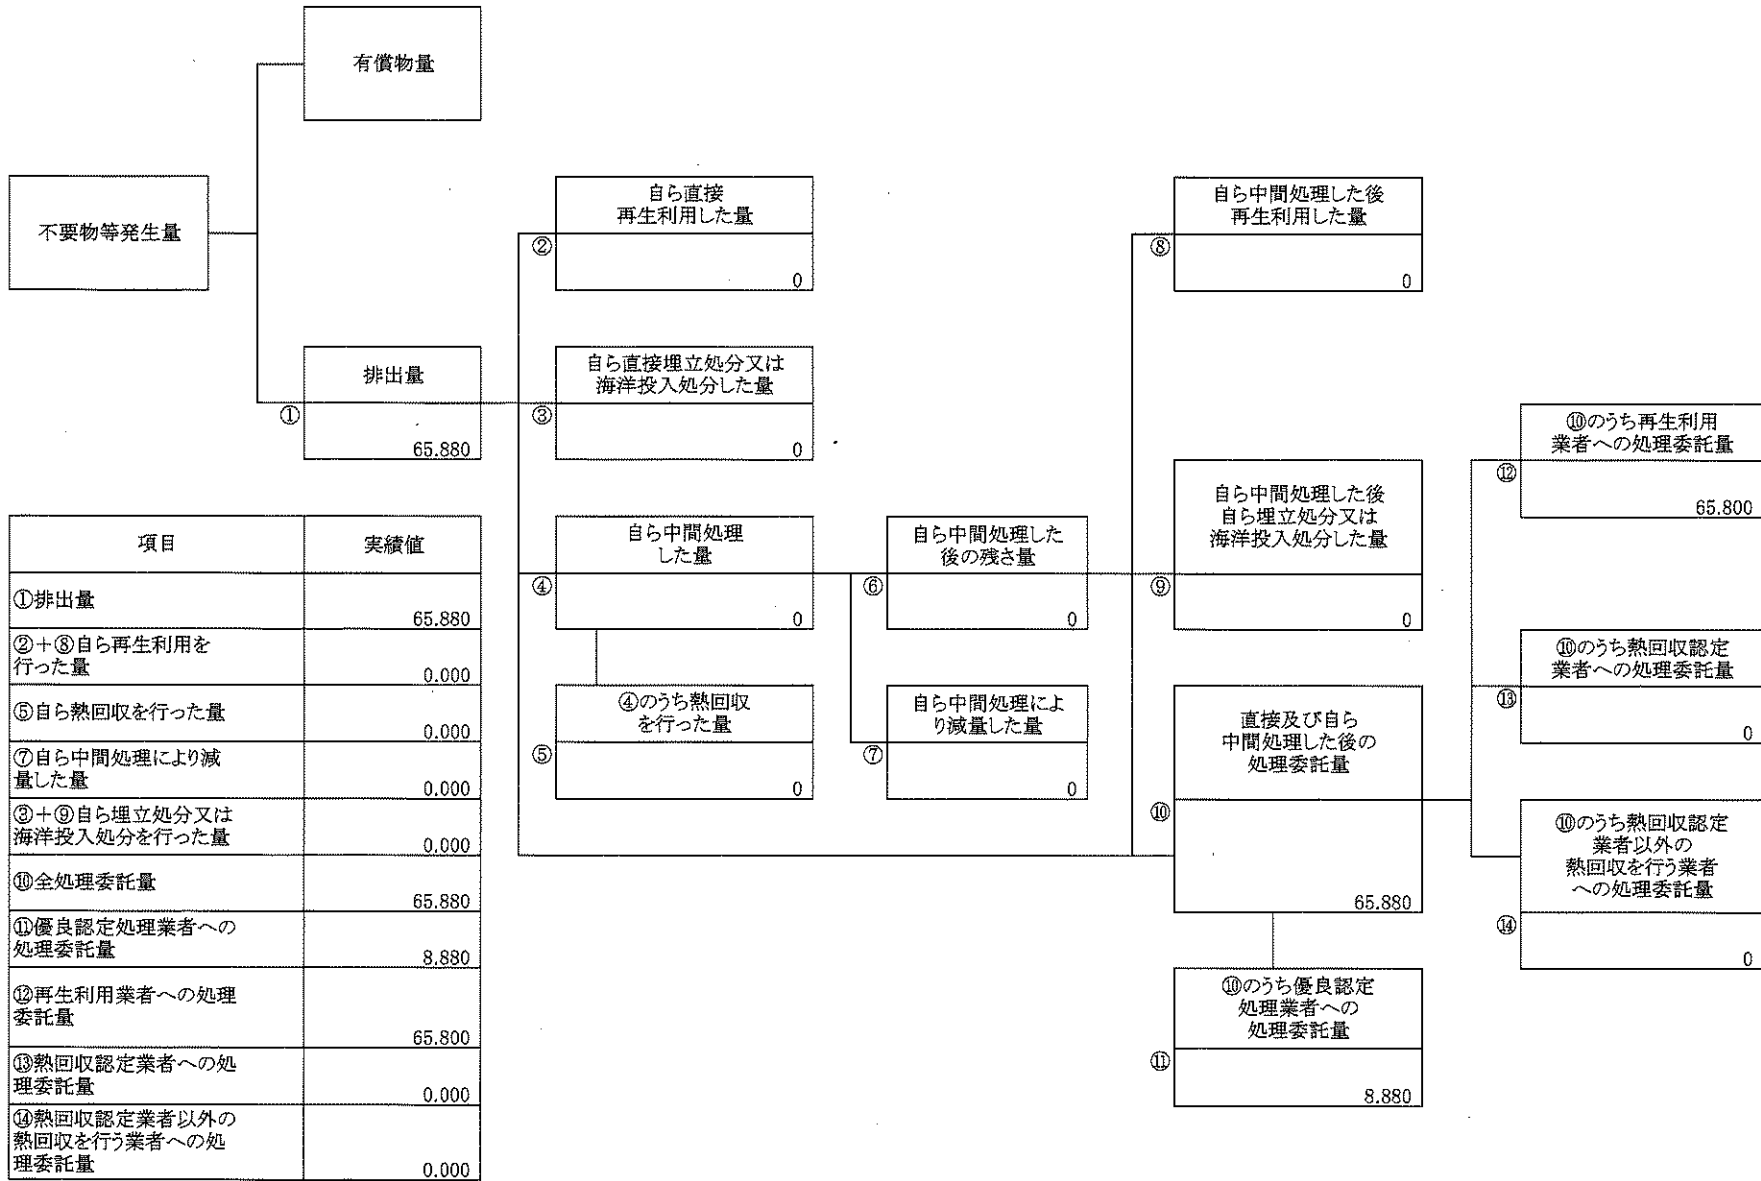 有償物量
不要物等発生量
排出量
①
65.880
自ら直接
再生利用した量
②
0
自ら直接埋立処分又は
海洋投入処分した量
③
0
自ら中間処理
した量
④
0
④のうち熱回収
を行った量
⑤
0
自ら中間処理した
後の残さ量
⑥
0
自ら中間処理によ
り減量した量
⑦
0
自ら中間処理した後
再生利用した量
⑧
0
自ら中間処理した後
自ら埋立処分又は
海洋投入処分した量
⑨
0
直接及び自ら
中間処理した後の
処理委託量
⑩
65.880
⑩のうち優良認定
処理業者への
処理委託量
⑪
8.880
⑩のうち再生利用
業者への処理委託量
⑫
65.800
⑩のうち熱回収認定
業者への処理委託量
⑬
0
⑩のうち熱回収認定
業者以外の
熱回収を行う業者
への処理委託量
⑭
0
項目 実績値
①排出量
65.880
②+⑧自ら再生利用を
行った量
0.000
⑤自ら熱回収を行った量
0.000
⑦自ら中間処理により減
量した量
0.000
③+⑨自ら埋立処分又は
海洋投入処分を行った量
0.000
⑩全処理委託量
65.880
⑪優良認定処理業者への
処理委託量
8.880
⑫再生利用業者への処理
委託量
65.800
⑬熱回収認定業者への処
理委託量
0.000
⑭熱回収認定業者以外の
熱回収を行う業者への処
理委託量
0.000